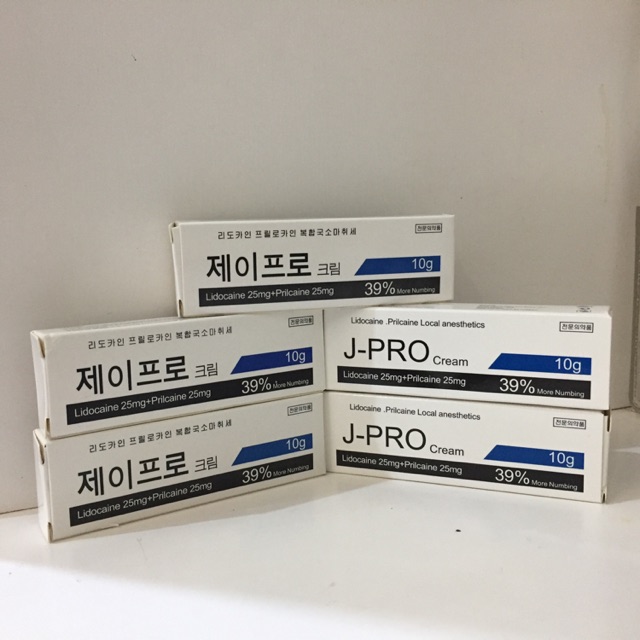 리도카인 프릴로카인 복합국소마취세
전문의약품
제이프로 크림
10g
Lidocaine 25mg+Prilcaine 25mg
39% More Numbing
리도카인 프릴로카인 복합국소마취세
전문의약품
제이프로 크림
10g
Lidocaine 25mg+Prilcaine 25mg
39% More Numbing
Lidocaine .Prilcaine Local anesthetics
전문의약품
J-PRO Cream
10g
Lidocaine 25mg+Prilcaine 25mg
39% More Numbing
리도카인 프릴로카인 복합국소마취세
전문의약품
제이프로 크림
10g
Lidocaine 25mg+Prilcaine 25mg
39% More Numbing
Lidocaine .Prilcaine Local anesthetics
전문의약품
J-PRO Cream
10g
Lidocaine 25mg+Prilcaine 25mg
39% More Numbing